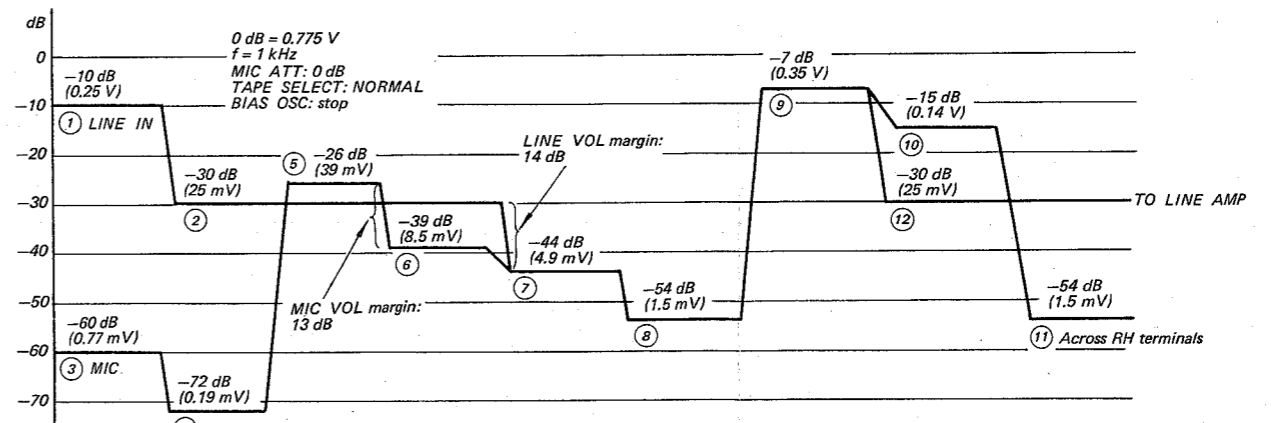 dB
0
−10
−20
−30
−40
−50
−60
−70
0 dB = 0.775 V
f = 1 kHz
MIC ATT: 0 dB
TAPE SELECT: NORMAL
BIAS OSC: stop
−10 dB
(0.25 V)
1 LINE IN
−30 dB
(25 mV)
2
−60 dB
(0.77 mV)
3 MIC
−72 dB
(0.19 mV)
5
−26 dB
(39 mV)
−39 dB
(8.5 mV)
6
MIC VOL margin:
13 dB
LINE VOL margin:
14 dB
−44 dB
(4.9 mV)
7
−54 dB
(1.5 mV)
8
−7 dB
(0.35 V)
9
−15 dB
(0.14 V)
10
−30 dB
(25 mV)
12
TO LINE AMP
−54 dB
(1.5 mV)
11 Across RH terminals